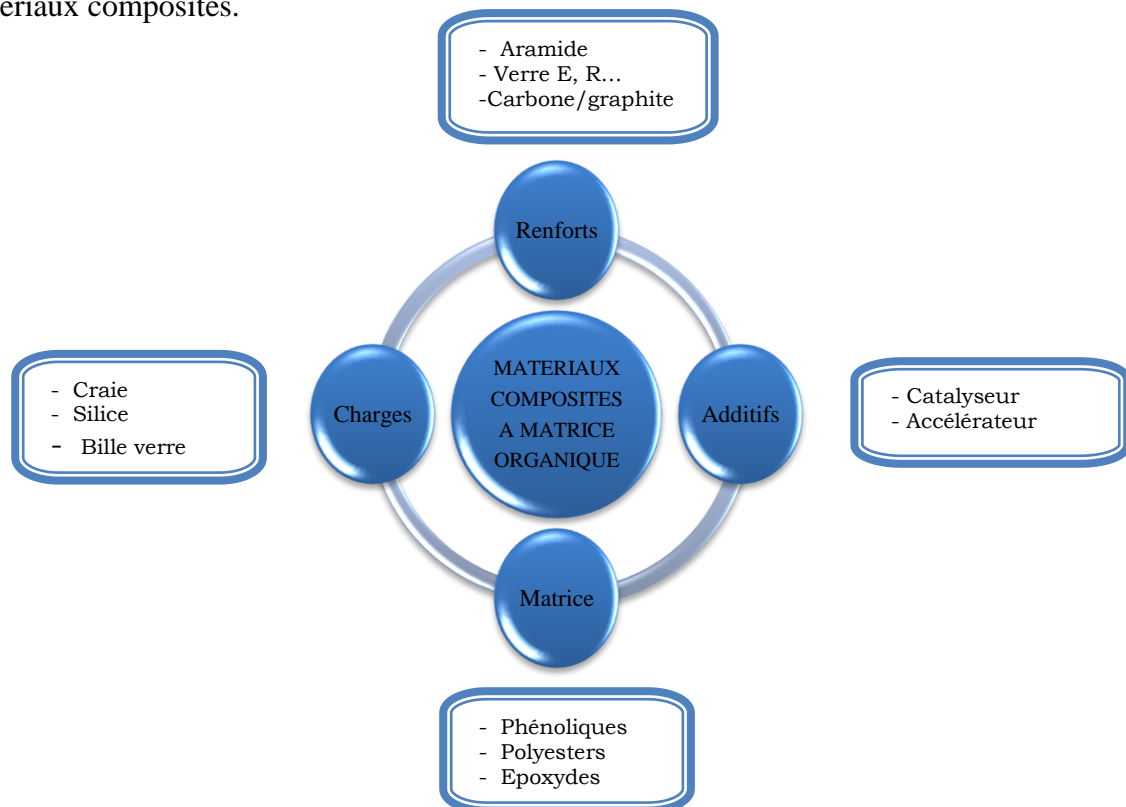 ériaux composites.
- Aramide
- Verre E, R...
-Carbone/graphite
Renforts
- Craie
- Silice
- Bille verre
Charges
MATERIAUX
COMPOSITES
A MATRICE
ORGANIQUE
Additifs
- Catalyseur
- Accélérateur
Matrice
- Phénoliques
- Polyesters
- Epoxydes